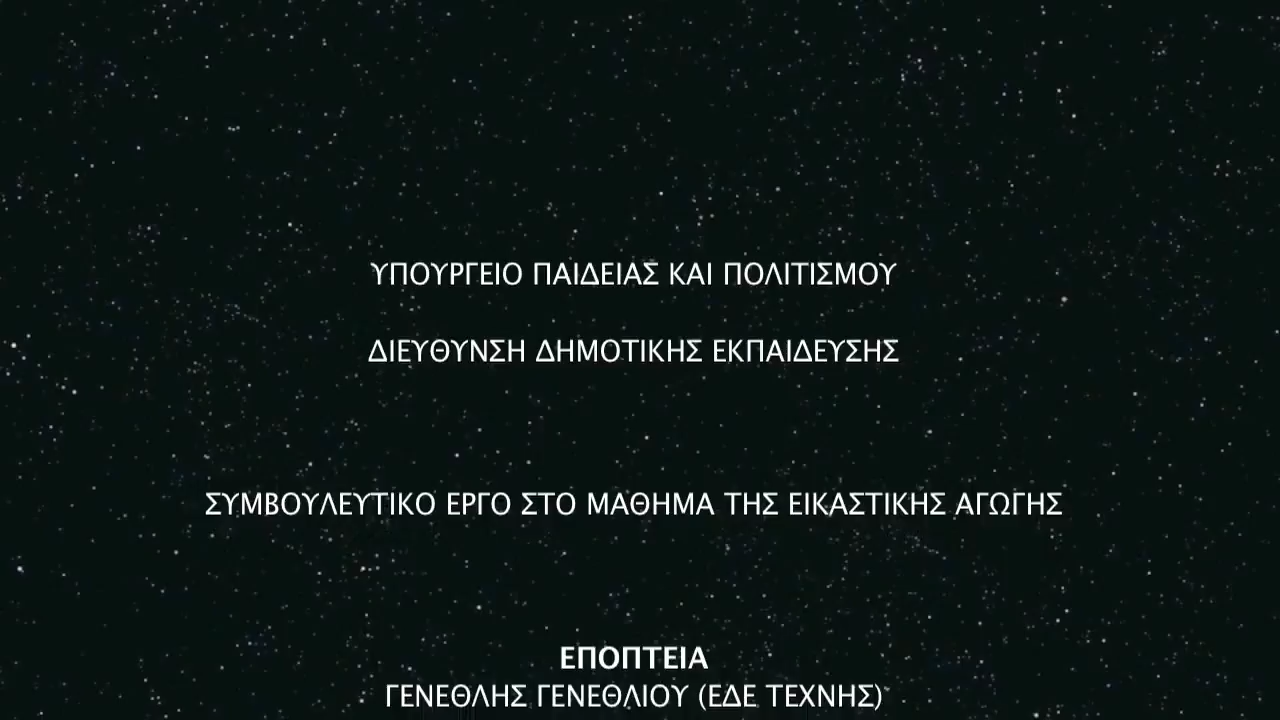 ΥΠΟΥΡΓΕΙΟ ΠΑΙΔΕΙΑΣ ΚΑΙ ΠΟΛΙΤΙΣΜΟΥ
ΔΙΕΥΘΥΝΣΗ ΔΗΜΟΤΙΚΗΣ ΕΚΠΑΙΔΕΥΣΗΣ
ΣΥΜΒΟΥΛΕΥΤΙΚΟ ΕΡΓΟ ΣΤΟ ΜΑΘΗΜΑ ΤΗΣ ΕΙΚΑΣΤΙΚΗΣ ΑΓΩΓΗΣ
ΕΠΟΠΤΕΙΑ
ΓΕΝΕΘΛΗΣ ΓΕΝΕΘΛΙΟΥ (ΕΔΕ ΤΕΧΝΗΣ)